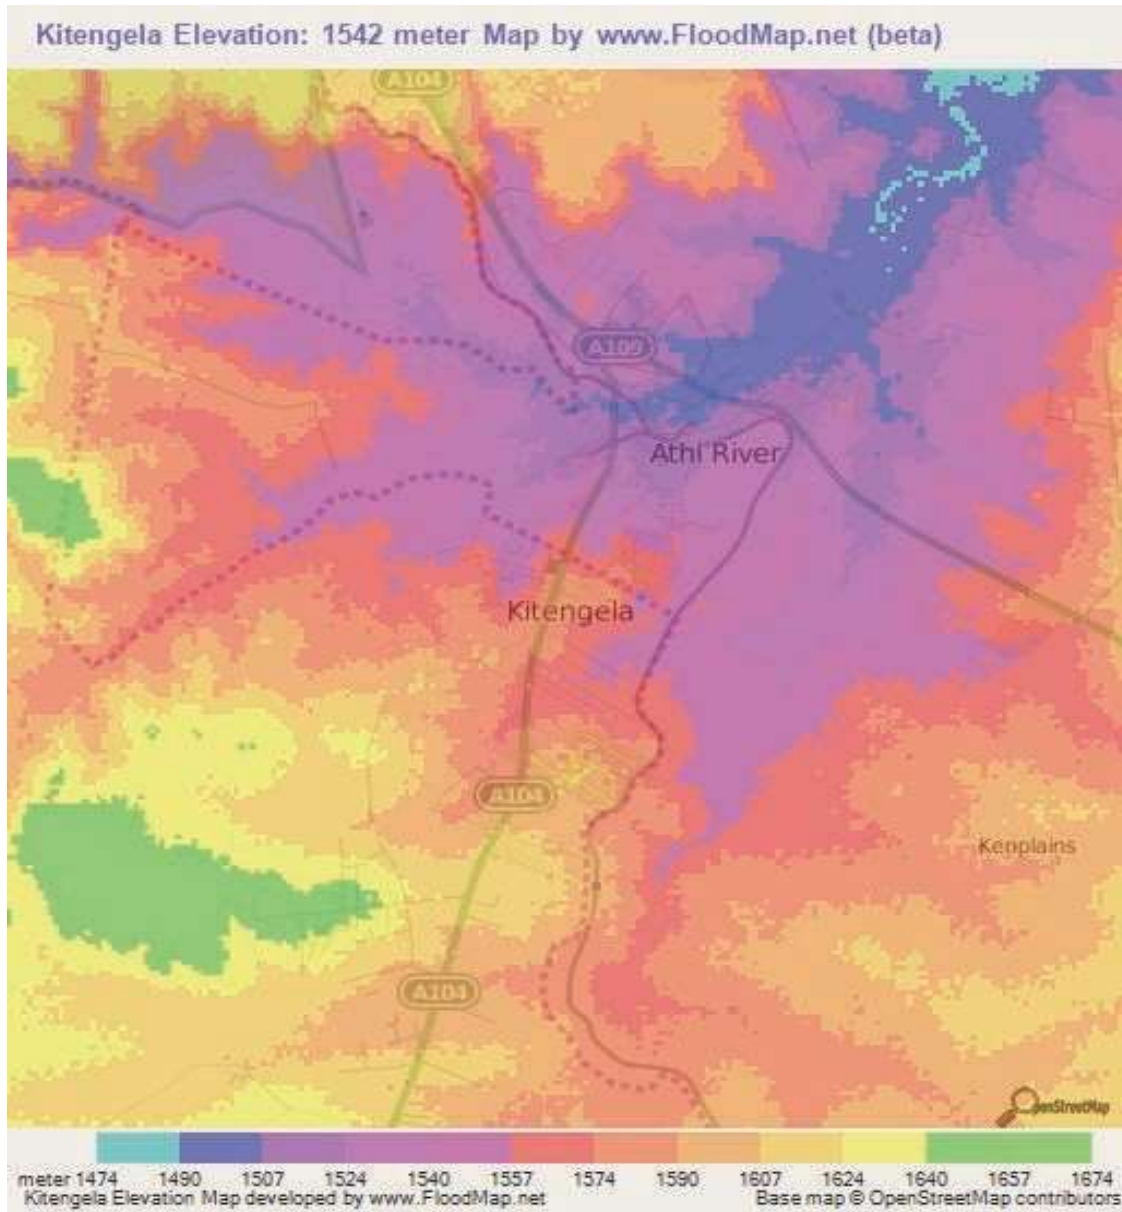 Kitengela Elevation: 1542 meter Map by www.FloodMap.net (beta)
A104
A109
Athi River
Kitengela
A104
Kenplains
A104
OpenStreetMap
meter 1474 1490 1507 1524 1540 1557 1574 1590 1607 1624 1640 1657 1674
Kitengela Elevation Map developed by www.FloodMap.net Base map © OpenStreetMap contributors